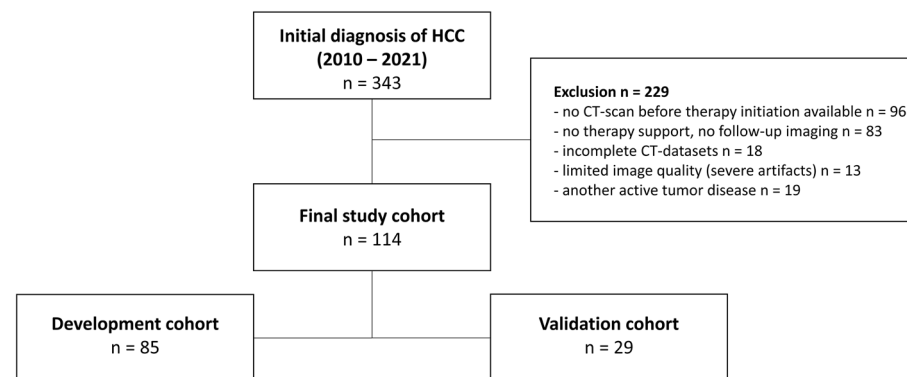 Initial diagnosis of HCC
(2010 – 2021)
n = 343
Exclusion n = 229
- no CT-scan before therapy initiation available n = 96
- no therapy support, no follow-up imaging n = 83
- incomplete CT-datasets n = 18
- limited image quality (severe artifacts) n = 13
- another active tumor disease n = 19
Final study cohort
n = 114
Development cohort
n = 85
Validation cohort
n = 29